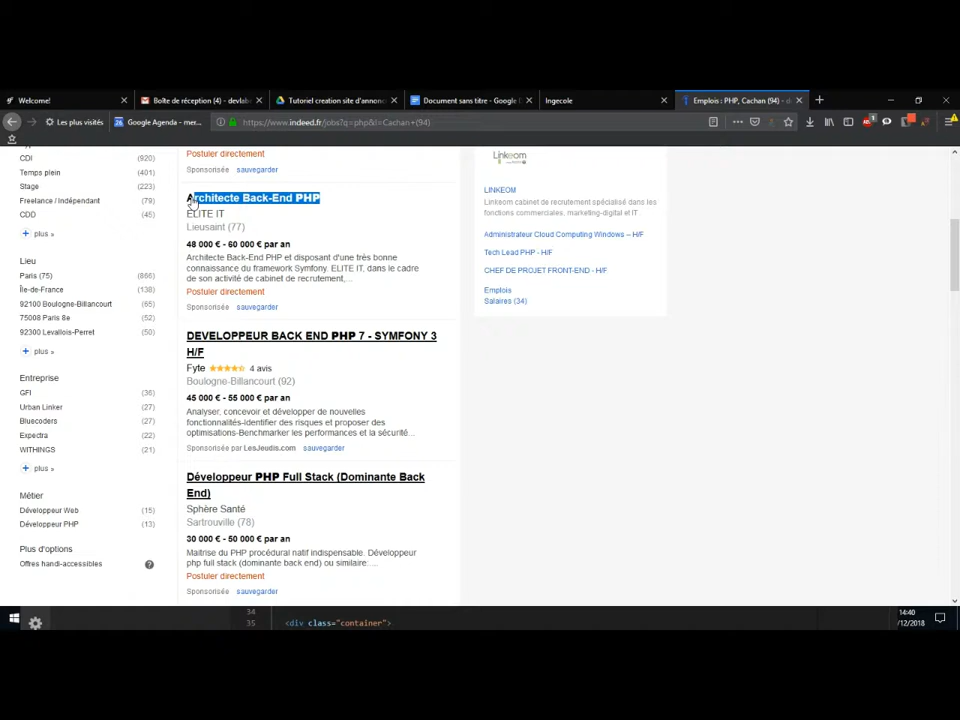 Welcome!
Boîte de réception (4) - devlab
Tutoriel creation site d'annonc
Document sans titre - Google D
Ingecole
Emplois : PHP, Cachan (94) - d
Les plus visités
Google Agenda - mer...
https://www.indeed.fr/jobs?q=php&l=Cachan+(94)
CDI (920)
Temps plein (401)
Stage (223)
Freelance / Indépendant (79)
CDD (45)
plus »
Lieu
Paris (75) (866)
Île-de-France (138)
92100 Boulogne-Billancourt (65)
75008 Paris 8e (52)
92300 Levallois-Perret (50)
plus »
Entreprise
GFI (36)
Urban Linker (27)
Bluecoders (27)
Expectra (22)
WITHINGS (21)
plus »
Métier
Développeur Web (15)
Développeur PHP (13)
Plus d'options
Offres handi-accessibles
Postuler directement
Sponsorisée sauvegarder
Architecte Back-End PHP
ELITE IT
Lieusaint (77)
48 000 € - 60 000 € par an
Architecte Back-End PHP et disposant d'une très bonne
connaissance du framework Symfony. ELITE IT, dans le cadre
de son activité de cabinet de recrutement,...
Postuler directement
Sponsorisée sauvegarder
DEVELOPPEUR BACK END PHP 7 - SYMFONY 3
H/F
Fyte 4 avis
Boulogne-Billancourt (92)
45 000 € - 55 000 € par an
Analyser, concevoir et développer de nouvelles
fonctionnalités-Identifier des risques et proposer des
optimisations-Benchmarker les performances et la sécurité...
Sponsorisée par LesJeudis.com sauvegarder
Développeur PHP Full Stack (Dominante Back
End)
Sphère Santé
Sartrouville (78)
30 000 € - 50 000 € par an
Maitrise du PHP procédural natif indispensable. Développeur
php full stack (dominante back end) ou similaire:...
Postuler directement
Sponsorisée sauvegarder
Linkeom
LINKEOM
Linkeom cabinet de recrutement spécialisé dans les
fonctions commerciales, marketing-digital et IT
Administrateur Cloud Computing Windows – H/F
Tech Lead PHP - H/F
CHEF DE PROJET FRONT-END - H/F
Emplois
Salaires (34)
34
35 <div class="container">
14:40
/12/2018